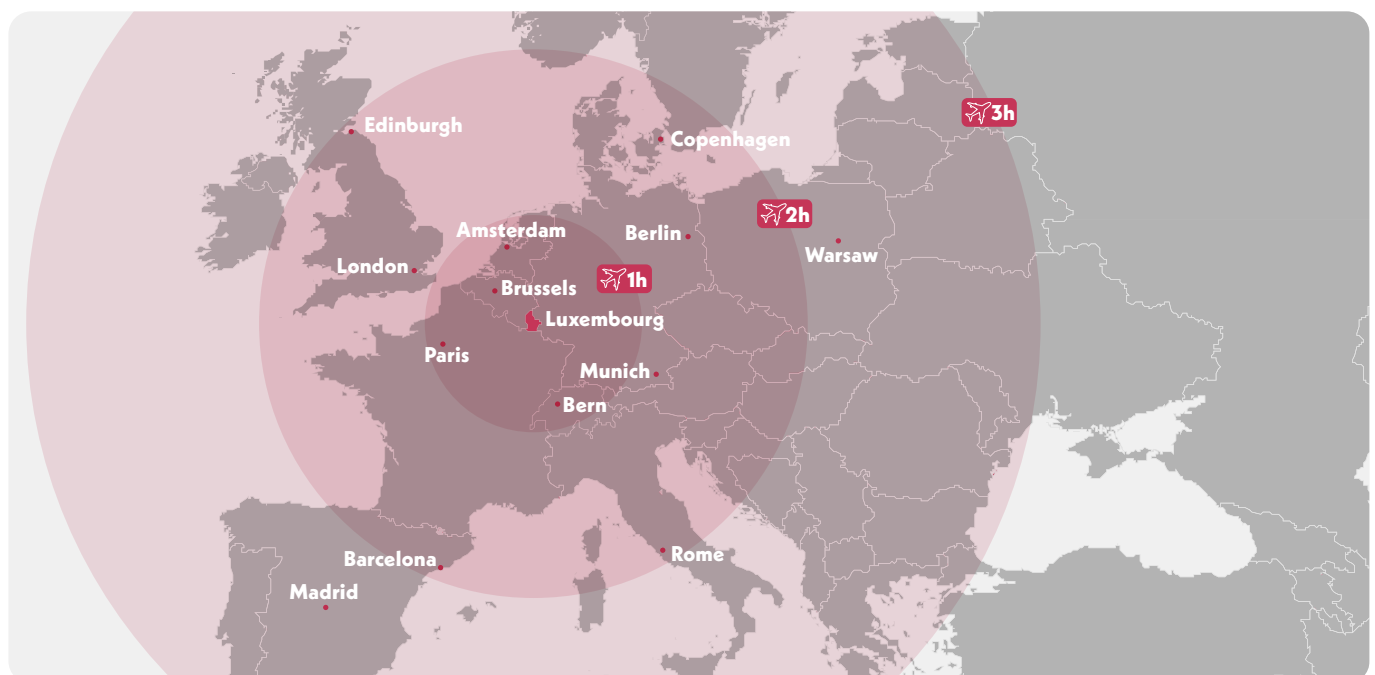 3h
Edinburgh
Copenhagen
2h
Amsterdam
Berlin
Warsaw
London
1h
Brussels
Luxembourg
Paris
Munich
Bern
Barcelona
Rome
Madrid